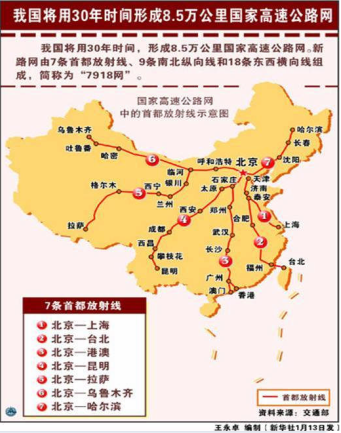 我国将用30年时间形成8.5万公里国家高速公路网
我国将用30年时间，形成8.5万公里国家高速公路网。新
路网由7条首都放射线、9条南北纵向线和18条东西横向线组
成，简称为“7918网”。
国家高速公路网
中的首都放射线示意图
乌鲁木齐
吐鲁番
哈密
6
呼和浩特
北京
7
哈尔滨
长春
沈阳
临河
石家庄
天津
格尔木
5
西宁
银川
太原
济南
泰安
兰州
拉萨
西安
4
郑州
合肥
1
上海
成都
武汉
2
西昌
长沙
攀枝花
3
福州
台北
昆明
广州
澳门
香港
7条首都放射线
1 北京—上海
2 北京—台北
3 北京—港澳
4 北京—昆明
5 北京—拉萨
6 北京—乌鲁木齐
7 北京—哈尔滨
首都放射线
资料来源：交通部
王永卓 编制（新华社1月13日发）